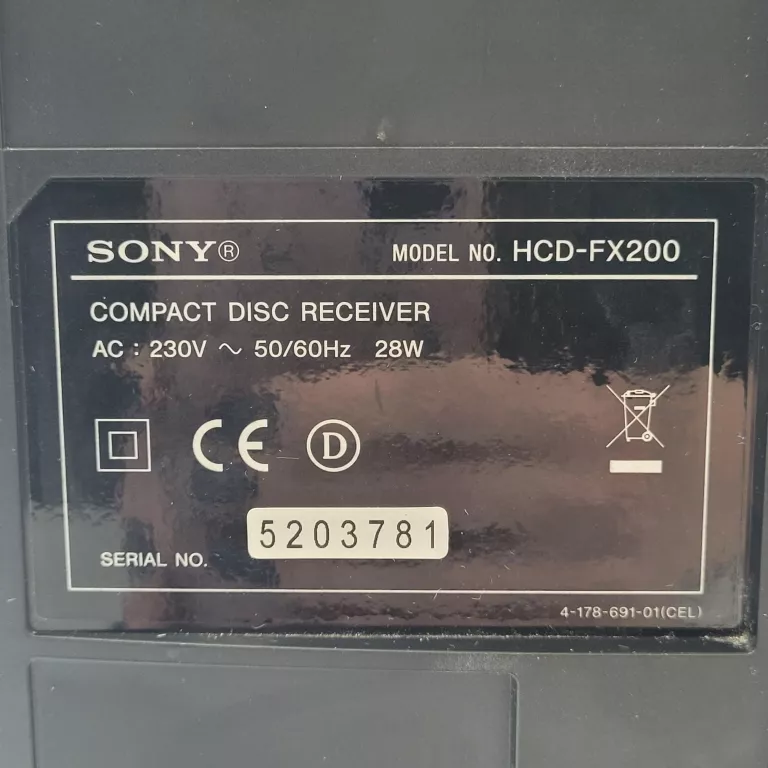 SONY®
MODEL NO. HCD-FX200
COMPACT DISC RECEIVER
AC : 230V ～ 50/60Hz 28W
CE D
5203781
SERIAL NO.
4-178-691-01(CEL)